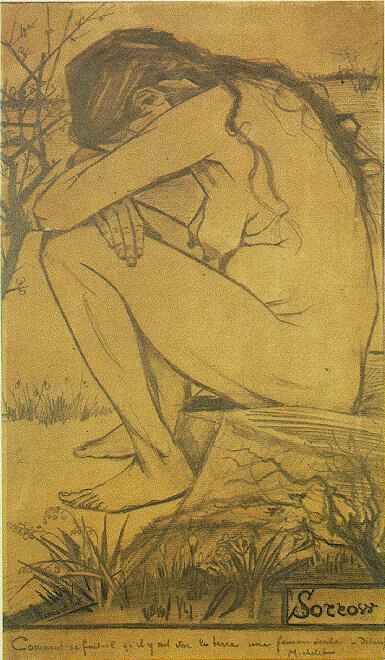 Sorrow
Comment se fait-il qu'il y ait sur la terre une femme seule
Michelet